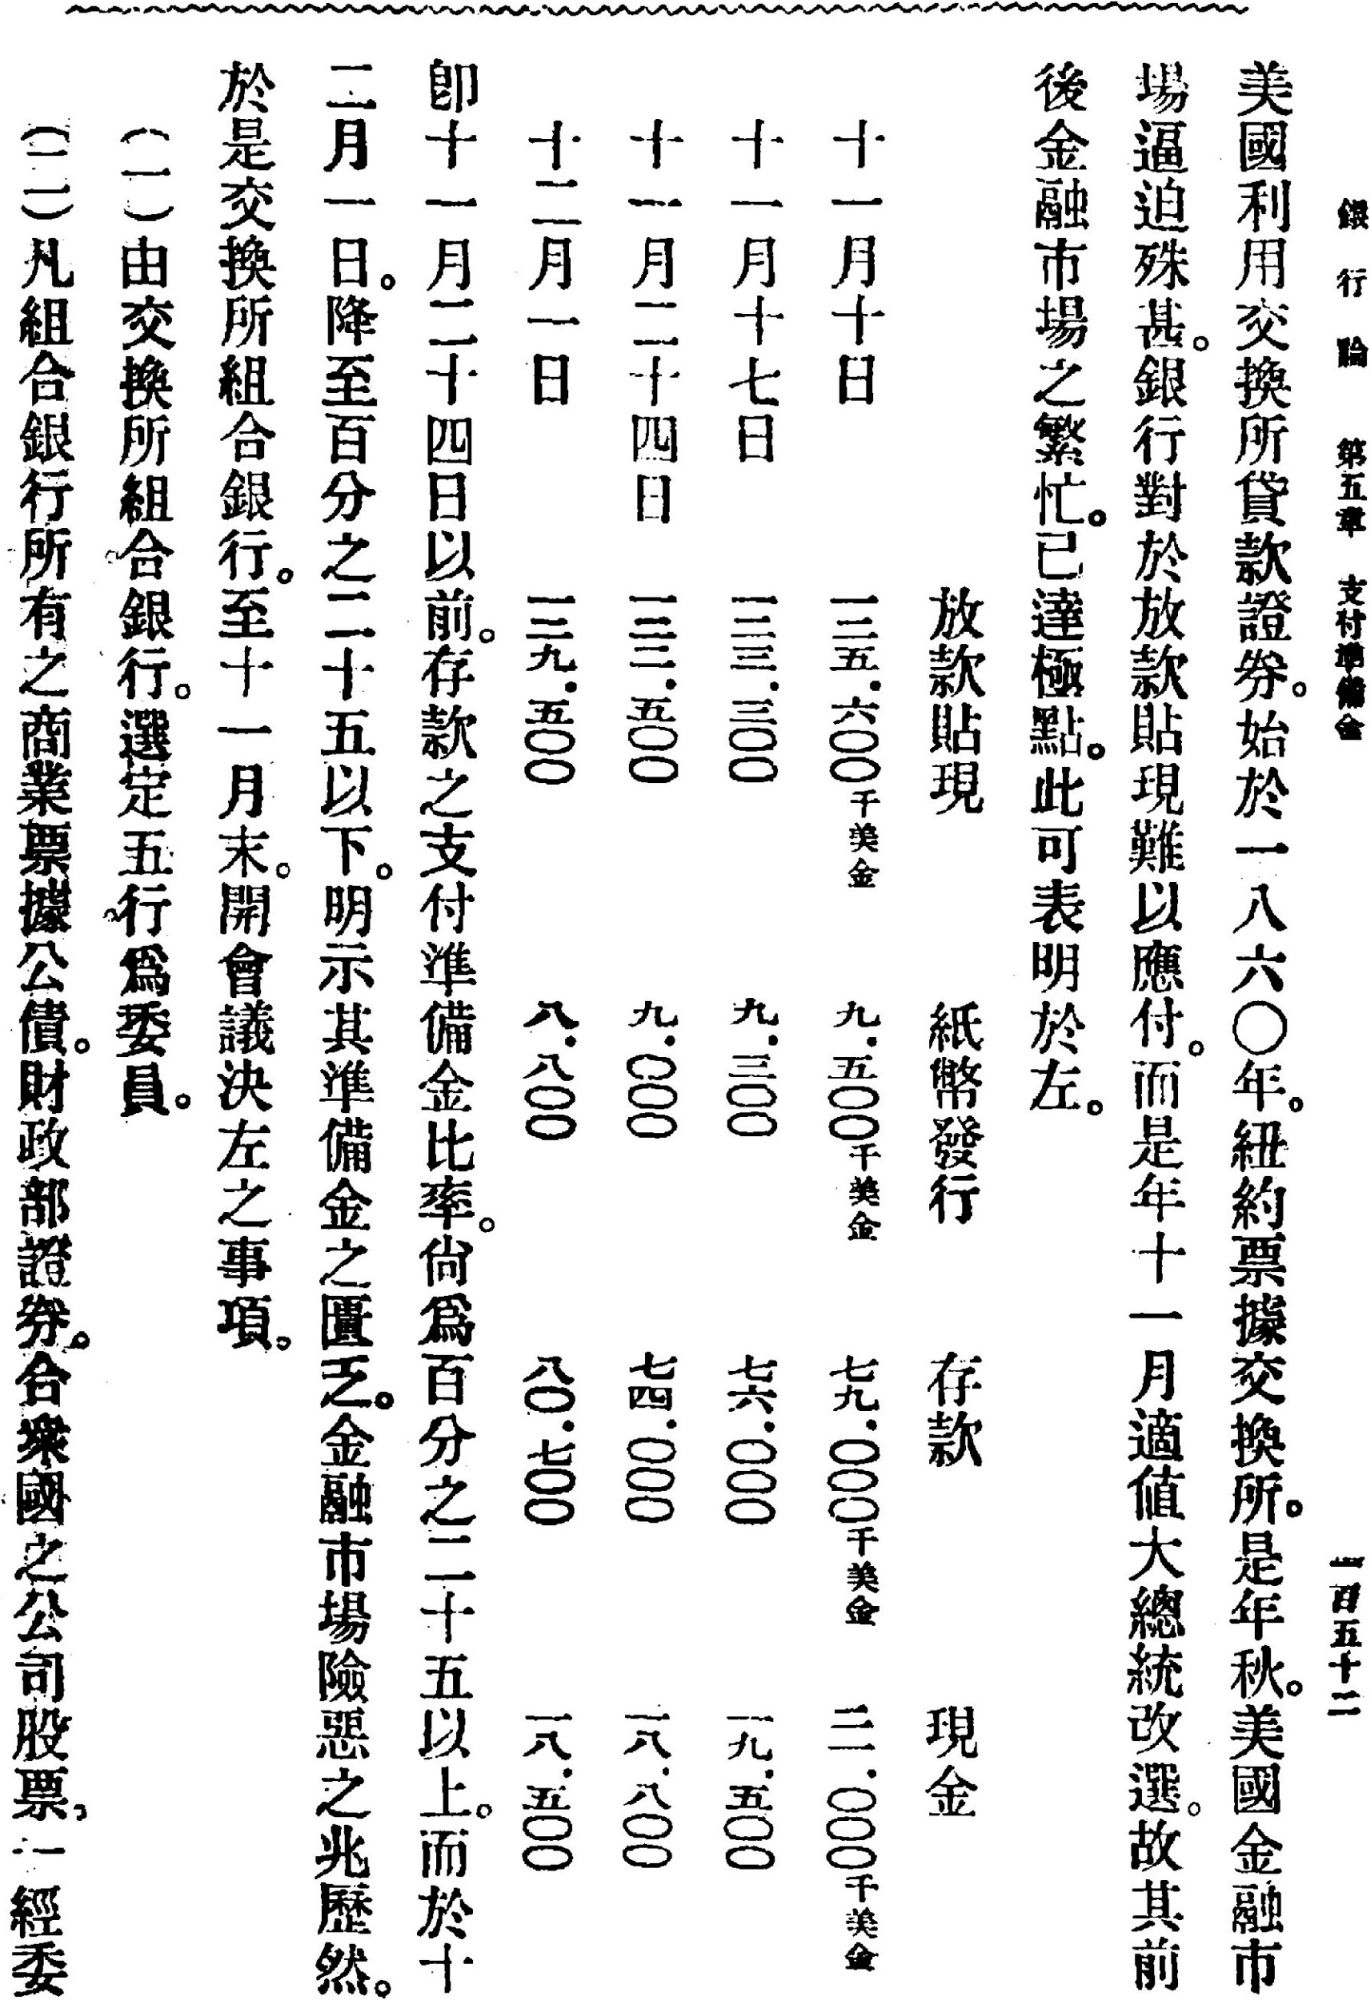 銀行論　第五章　支付準備金　一百五十二
美國利用交換所貸款證券。始於一八六〇年。紐約票據交換所。是年秋。美國金融市
場逼迫殊甚。銀行對於放款貼現難以應付。而是年十一月適值大總統改選。故其前
後金融市場之繁忙。已達極點。此可表明於左。
放款貼現　紙幣發行　存款　現金
十一月十日　一二五・六〇〇千美金　九・五〇〇千美金　七九・〇〇〇千美金　二一・〇〇〇千美金
十一月十七日　一二三・三〇〇　九・三〇〇　七六・〇〇〇　一九・五〇〇
十一月二十四日　一二二・五〇〇　九・〇〇〇　七四・〇〇〇　一八・八〇〇
十二月一日　一二九・五〇〇　八・八〇〇　八〇・七〇〇　一八・五〇〇
卽十一月二十四日以前。存款之支付準備金比率。尙爲百分之二十五以上。而於十
二月一日。降至百分之二十五以下。明示其準備金之匱乏。金融市場險惡之兆歷然。
於是交換所組合銀行。至十一月末。開會議決左之事項。
（一）由交換所組合銀行。選定五行爲委員。
（二）凡組合銀行所有之商業票據公債。財政部證券。合衆國之公司股票。一經委